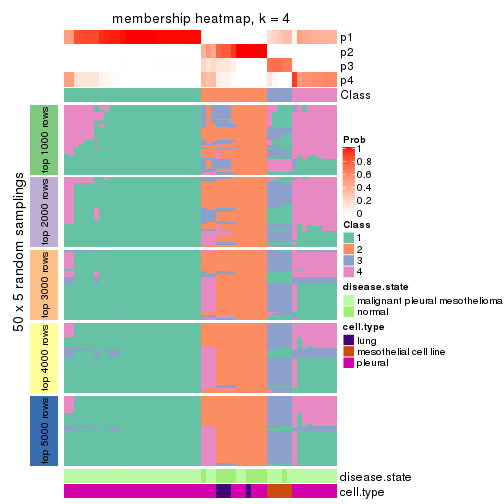 membership heatmap, k = 4
p1
p2
p3
p4
Class
50 x 5 random samplings
top 1000 rows
top 2000 rows
top 3000 rows
top 4000 rows
top 5000 rows
disease.state
cell.type
Prob
1
0.8
0.6
0.4
0.2
0
Class
1
2
3
4
disease.state
malignant pleural mesothelioma
normal
cell.type
lung
mesothelial cell line
pleural